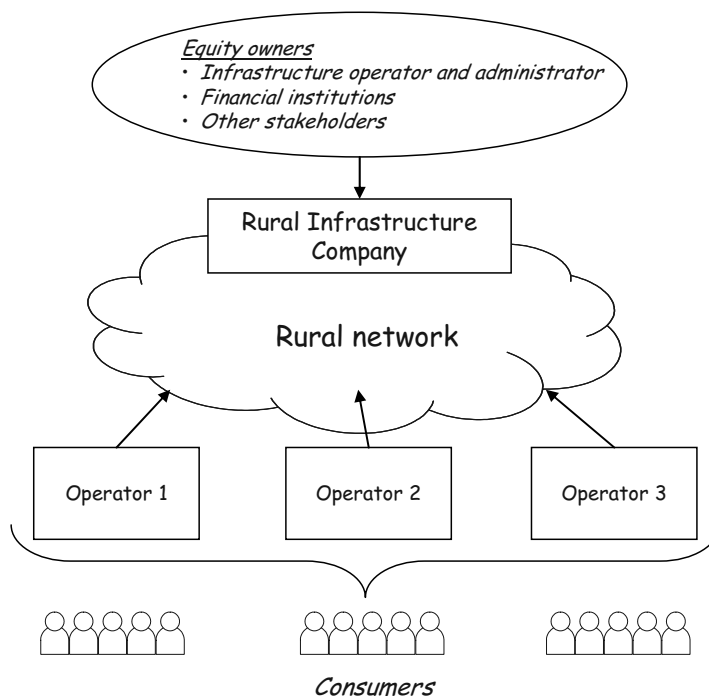 Equity owners
• Infrastructure operator and administrator
• Financial institutions
• Other stakeholders
Rural Infrastructure
Company
Rural network
Operator 1
Operator 2
Operator 3
Consumers